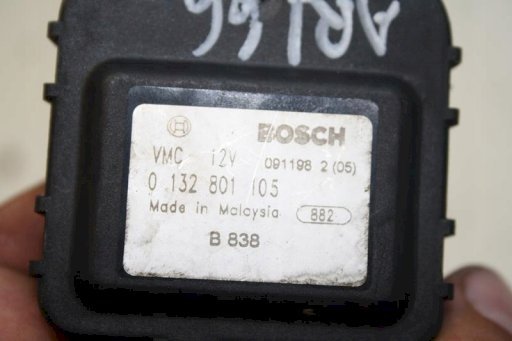 BOSCH
VMC 12V 091198 2 (05)
0 132 801 105
Made in Malaysia 882
B 838